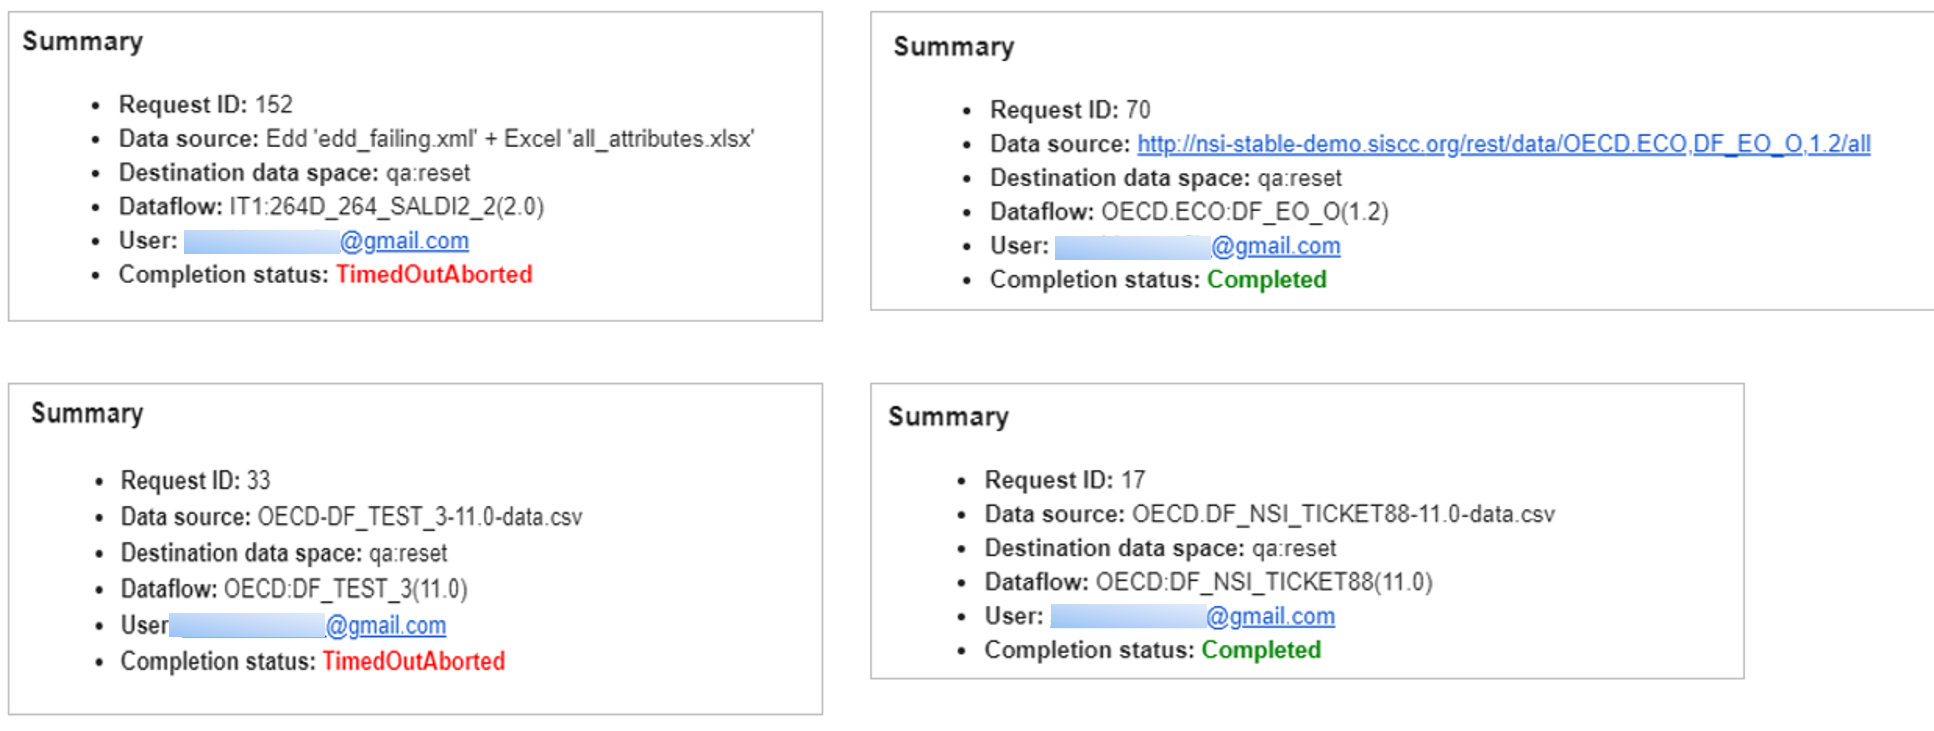 Summary
• Request ID: 152
• Data source: Edd 'edd_failing.xml' + Excel 'all_attributes.xlsx'
• Destination data space: qa:reset
• Dataflow: IT1:264D_264_SALDI2_2(2.0)
• User: @gmail.com
• Completion status: TimedOutAborted
Summary
• Request ID: 70
• Data source: http://nsi-stable-demo.siscc.org/rest/data/OECD.ECO,DF_EO_O,1.2/all
• Destination data space: qa:reset
• Dataflow: OECD.ECO:DF_EO_O(1.2)
• User: @gmail.com
• Completion status: Completed
Summary
• Request ID: 33
• Data source: OECD-DF_TEST_3-11.0-data.csv
• Destination data space: qa:reset
• Dataflow: OECD:DF_TEST_3(11.0)
• User @gmail.com
• Completion status: TimedOutAborted
Summary
• Request ID: 17
• Data source: OECD.DF_NSI_TICKET88-11.0-data.csv
• Destination data space: qa:reset
• Dataflow: OECD:DF_NSI_TICKET88(11.0)
• User: @gmail.com
• Completion status: Completed